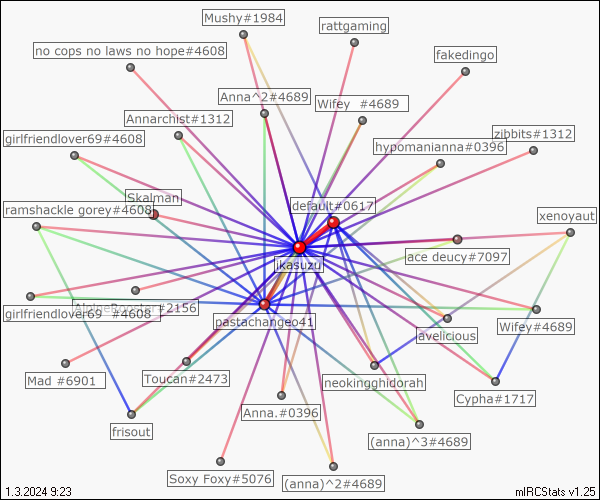 Mushy#1984
rattgaming
no cops no laws no hope#4608
fakedingo
Anna^2#4689
Wifey  #4689
Annarchist#1312
zibbits#1312
girlfriendlover69#4608
hypomanianna#0396
Skalman
default#0617
ramshackle gorey#4608
xenoyaut
jkasuzu
ace deucy#7097
#2156
girlfriendlover69  #4608
pastachangeo41
Wifey#4689
avelicious
Mad #6901
Toucan#2473
neokingghidorah
Cypha#1717
Anna.#0396
frisout
(anna)^3#4689
Soxy Foxy#5076
(anna)^2#4689
1.3.2024 9:23
mIRCStats v1.25